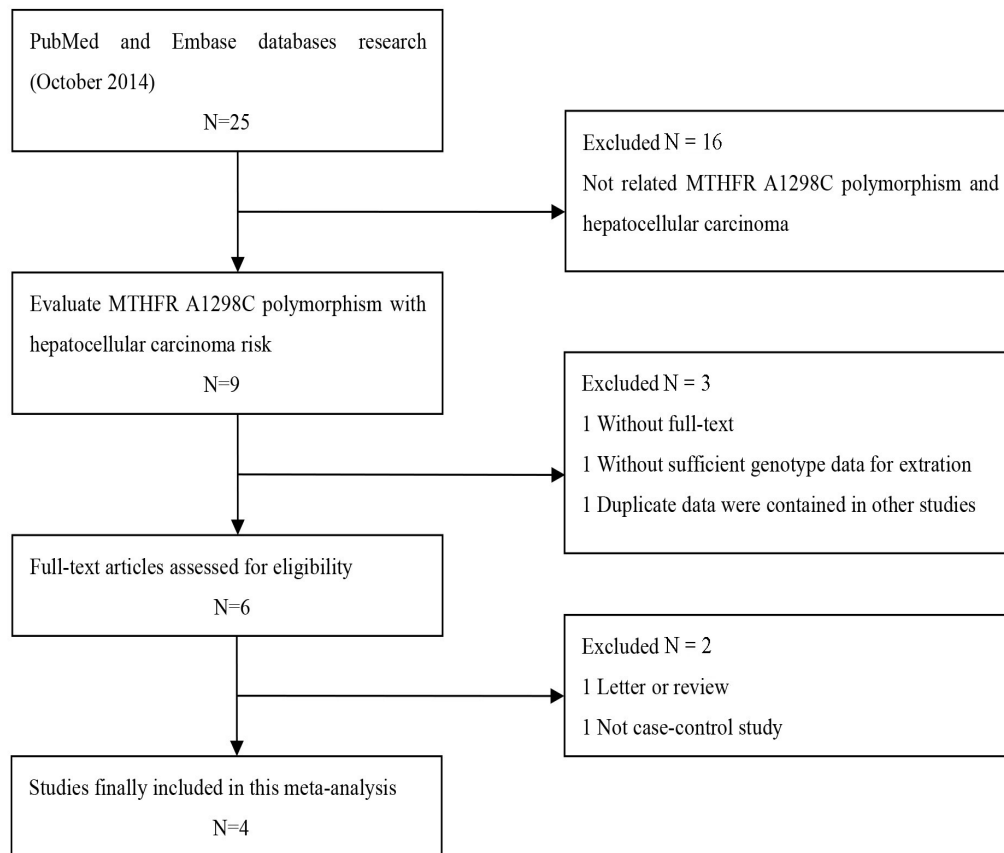 PubMed and Embase databases research
(October 2014)
N=25
Excluded N = 16
Not related MTHFR A1298C polymorphism and
hepatocellular carcinoma
Evaluate MTHFR A1298C polymorphism with
hepatocellular carcinoma risk
N=9
Excluded N = 3
1 Without full-text
1 Without sufficient genotype data for extration
1 Duplicate data were contained in other studies
Full-text articles assessed for eligibility
N=6
Excluded N = 2
1 Letter or review
1 Not case-control study
Studies finally included in this meta-analysis
N=4